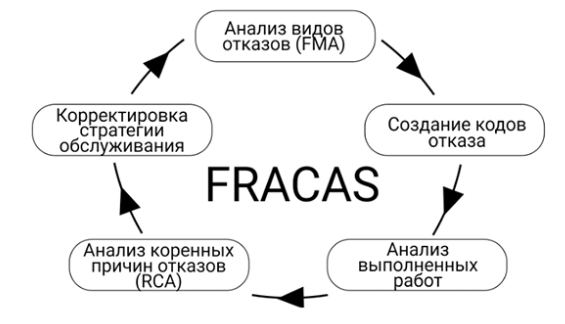 Анализ видов
отказов (FMA)
Создание кодов
отказа
Анализ
выполненных
работ
Анализ коренных
причин отказов
(RCA)
Корректировка
стратегии
обслуживания
FRACAS